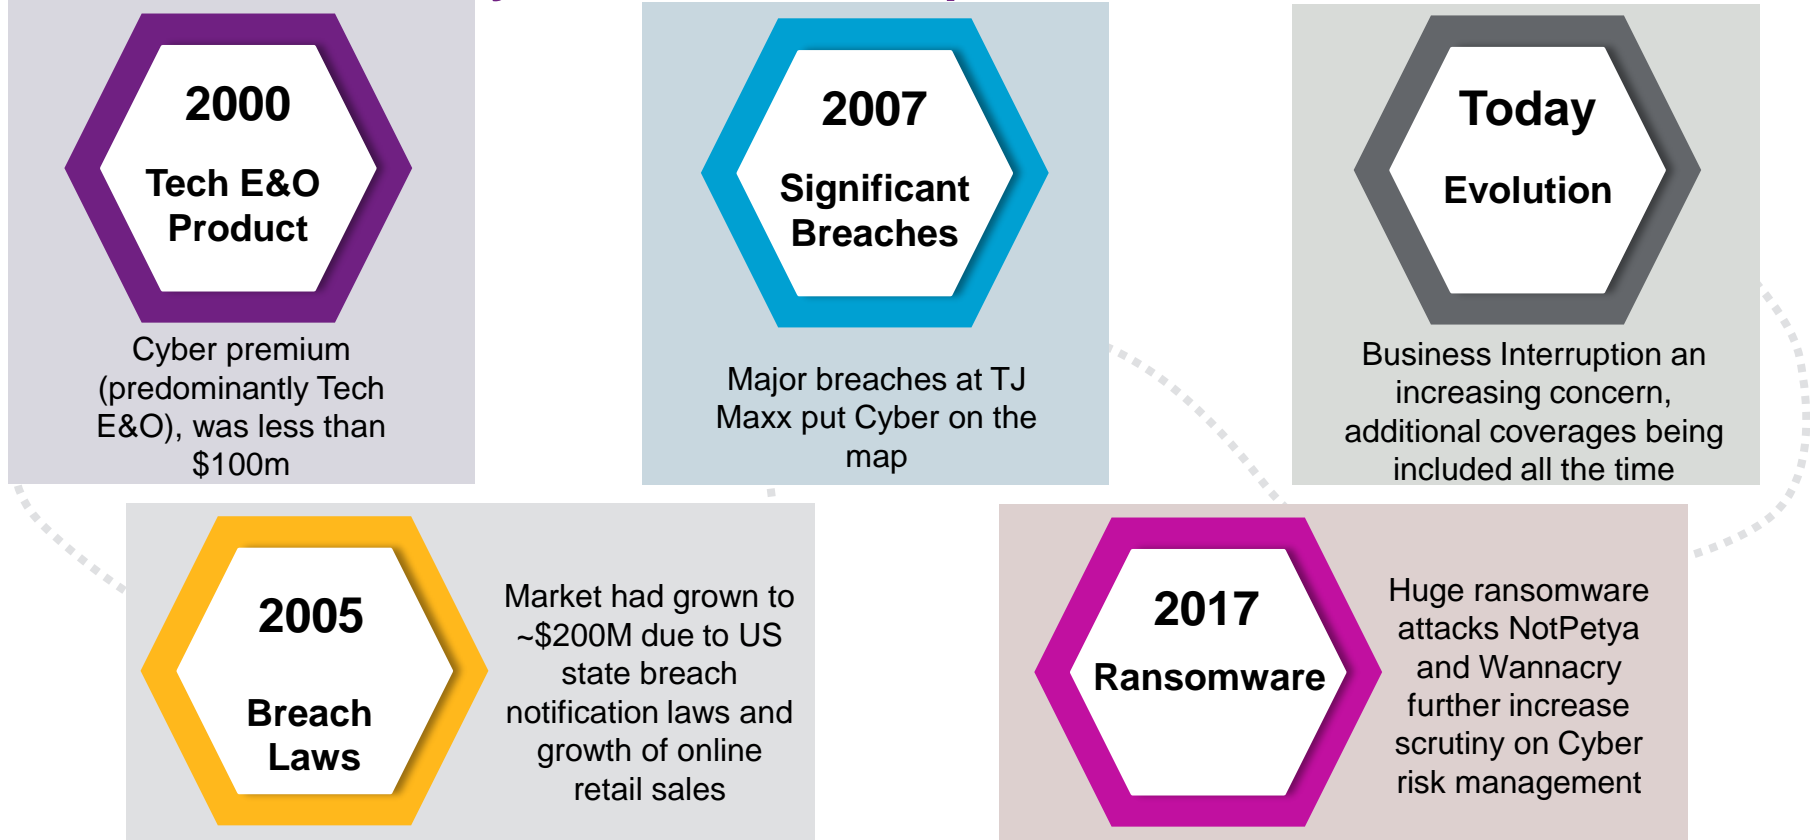 2000
Tech E&O
Product
Cyber premium
(predominantly Tech
E&O), was less than
$100m
2005
Breach
Laws
Market had grown to
~$200M due to US
state breach
notification laws and
growth of online
retail sales
2007
Significant
Breaches
Major breaches at TJ
Maxx put Cyber on the
map
2017
Ransomware
Huge ransomware
attacks NotPetya
and Wannacry
further increase
scrutiny on Cyber
risk management
Today
Evolution
Business Interruption an
increasing concern,
additional coverages being
included all the time